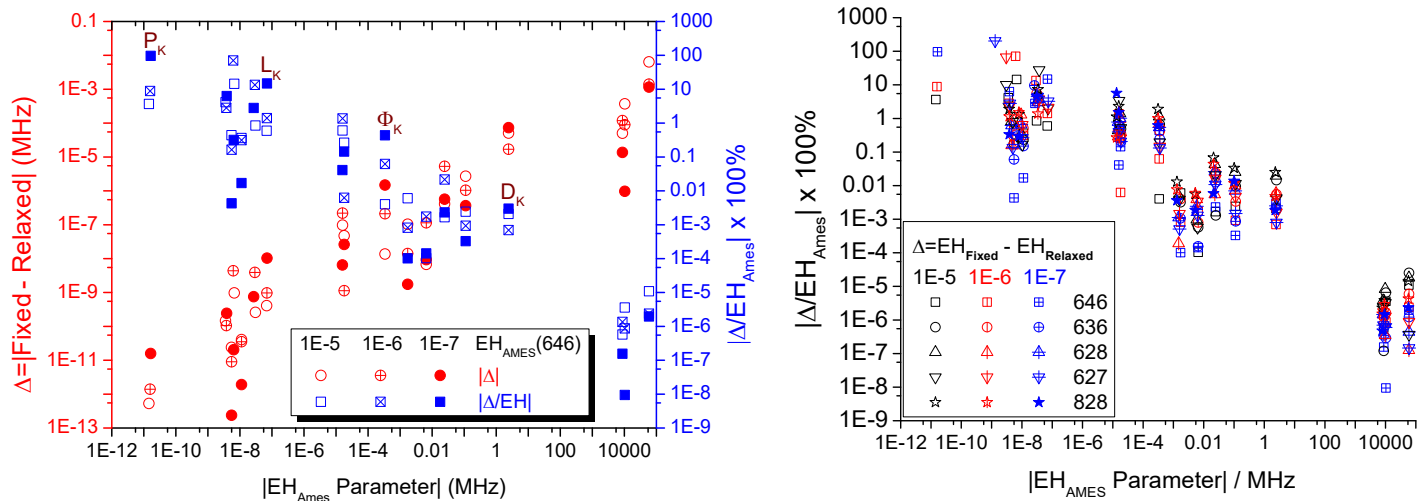 Δ=|Fixed - Relaxed| (MHz)
0.1
1E-3
1E-5
1E-7
1E-9
1E-11
1E-13
P_K
L_K
Φ_K
D_K
1E-5 1E-6 1E-7 EH_AMES(646)
|Δ|
|Δ/EH|
1000
100
10
1
0.1
0.01
1E-3
1E-4
1E-5
1E-6
1E-7
1E-8
1E-9
|Δ/EH_Ames| x 100%
1E-12 1E-10 1E-8 1E-6 1E-4 0.01 1 100 10000
|EH_Ames Parameter| (MHz)
|Δ/EH_Ames| x 100%
1000
100
10
1
0.1
0.01
1E-3
1E-4
1E-5
1E-6
1E-7
1E-8
1E-9
Δ=EH_Fixed - EH_Relaxed
1E-5 1E-6 1E-7
646
636
628
627
828
1E-12 1E-10 1E-8 1E-6 1E-4 0.01 1 100 10000
|EH_AMES Parameter| / MHz